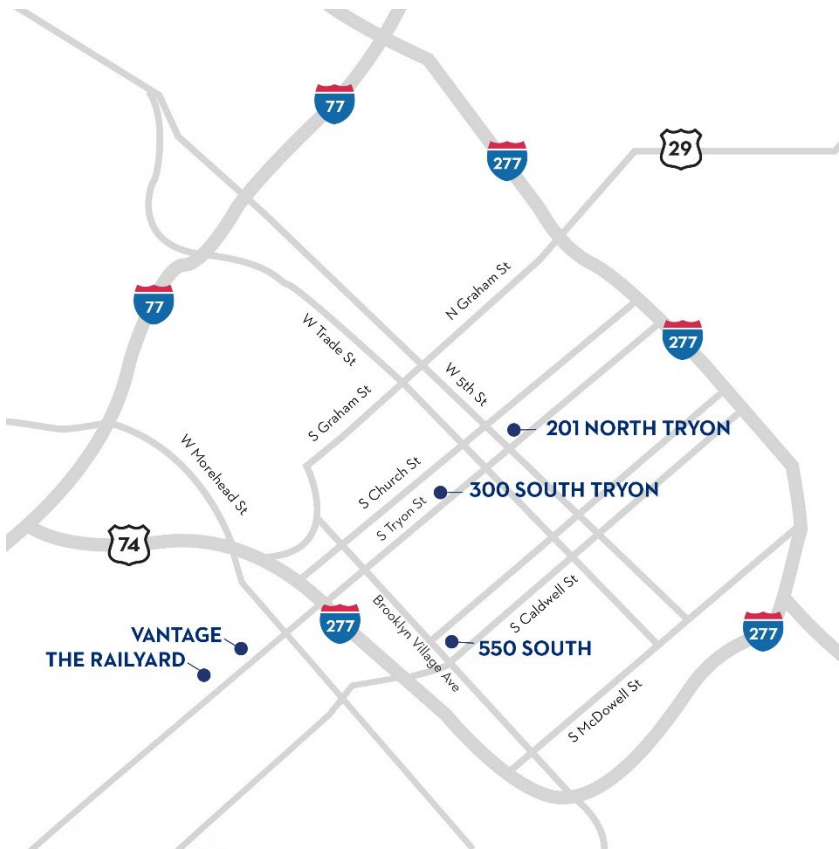 77
277
29
N Graham St
77
W Trade St
277
W 5th St
S Graham St
201 NORTH TRYON
W Morehead St
S Church St
300 SOUTH TRYON
S Tryon St
74
277
Brooklyn Village Ave
S Caldwell St
277
VANTAGE
550 SOUTH
THE RAILYARD
S McDowell St